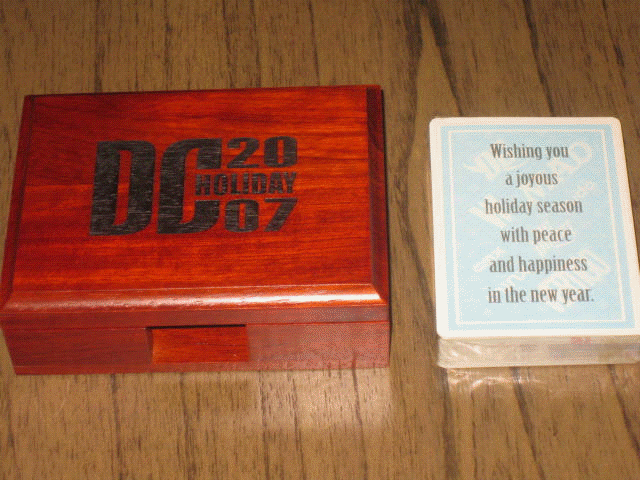 DC 20
HOLIDAY
07
Wishing you
a joyous
holiday season
with peace
and happiness
in the new year.